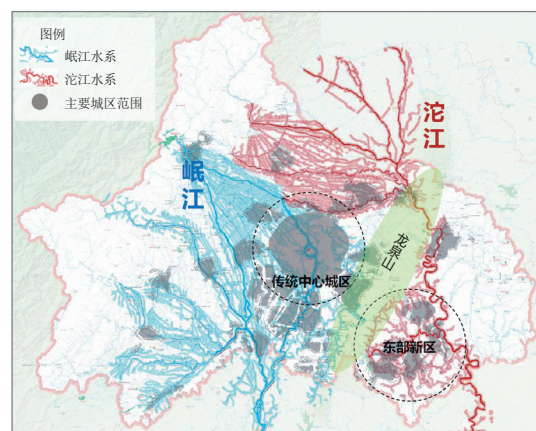 图例
岷江水系
沱江水系
主要城区范围
沱江
岷江
龙泉山
传统中心城区
东部新区